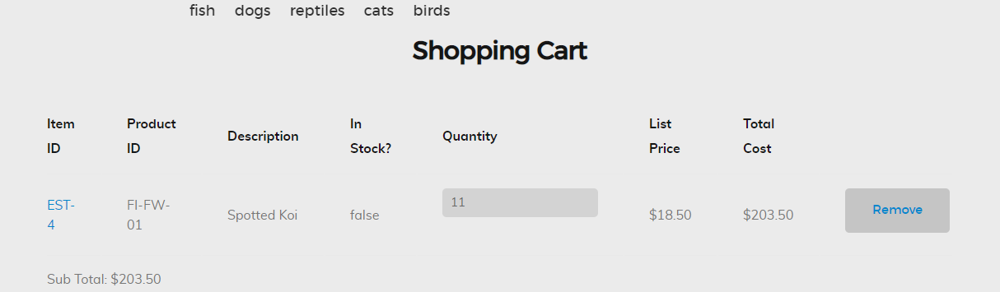 fish dogs reptiles cats birds
Shopping Cart
Item ID Product ID Description In Stock? Quantity List Price Total Cost
EST-4 FI-FW-01 Spotted Koi false 11 $18.50 $203.50 Remove
Sub Total: $203.50